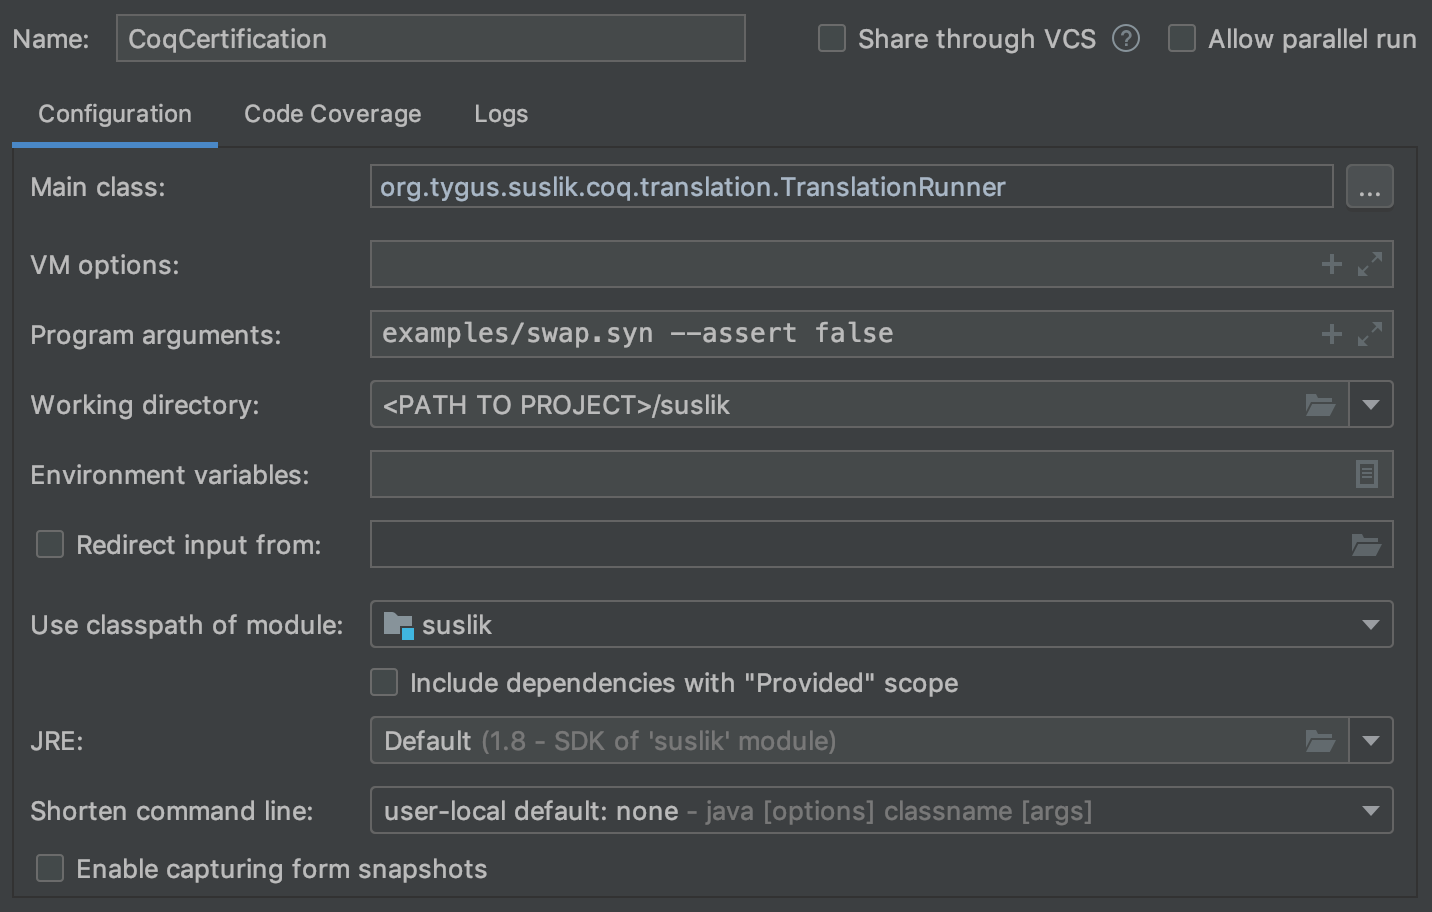 Name: CoqCertification Share through VCS ? Allow parallel run
Configuration Code Coverage Logs
Main class: org.tygus.suslik.coq.translation.TranslationRunner ...
VM options:
Program arguments: examples/swap.syn --assert false
Working directory: <PATH TO PROJECT>/suslik
Environment variables:
Redirect input from:
Use classpath of module: suslik
Include dependencies with "Provided" scope
JRE: Default (1.8 - SDK of 'suslik' module)
Shorten command line: user-local default: none - java [options] classname [args]
Enable capturing form snapshots